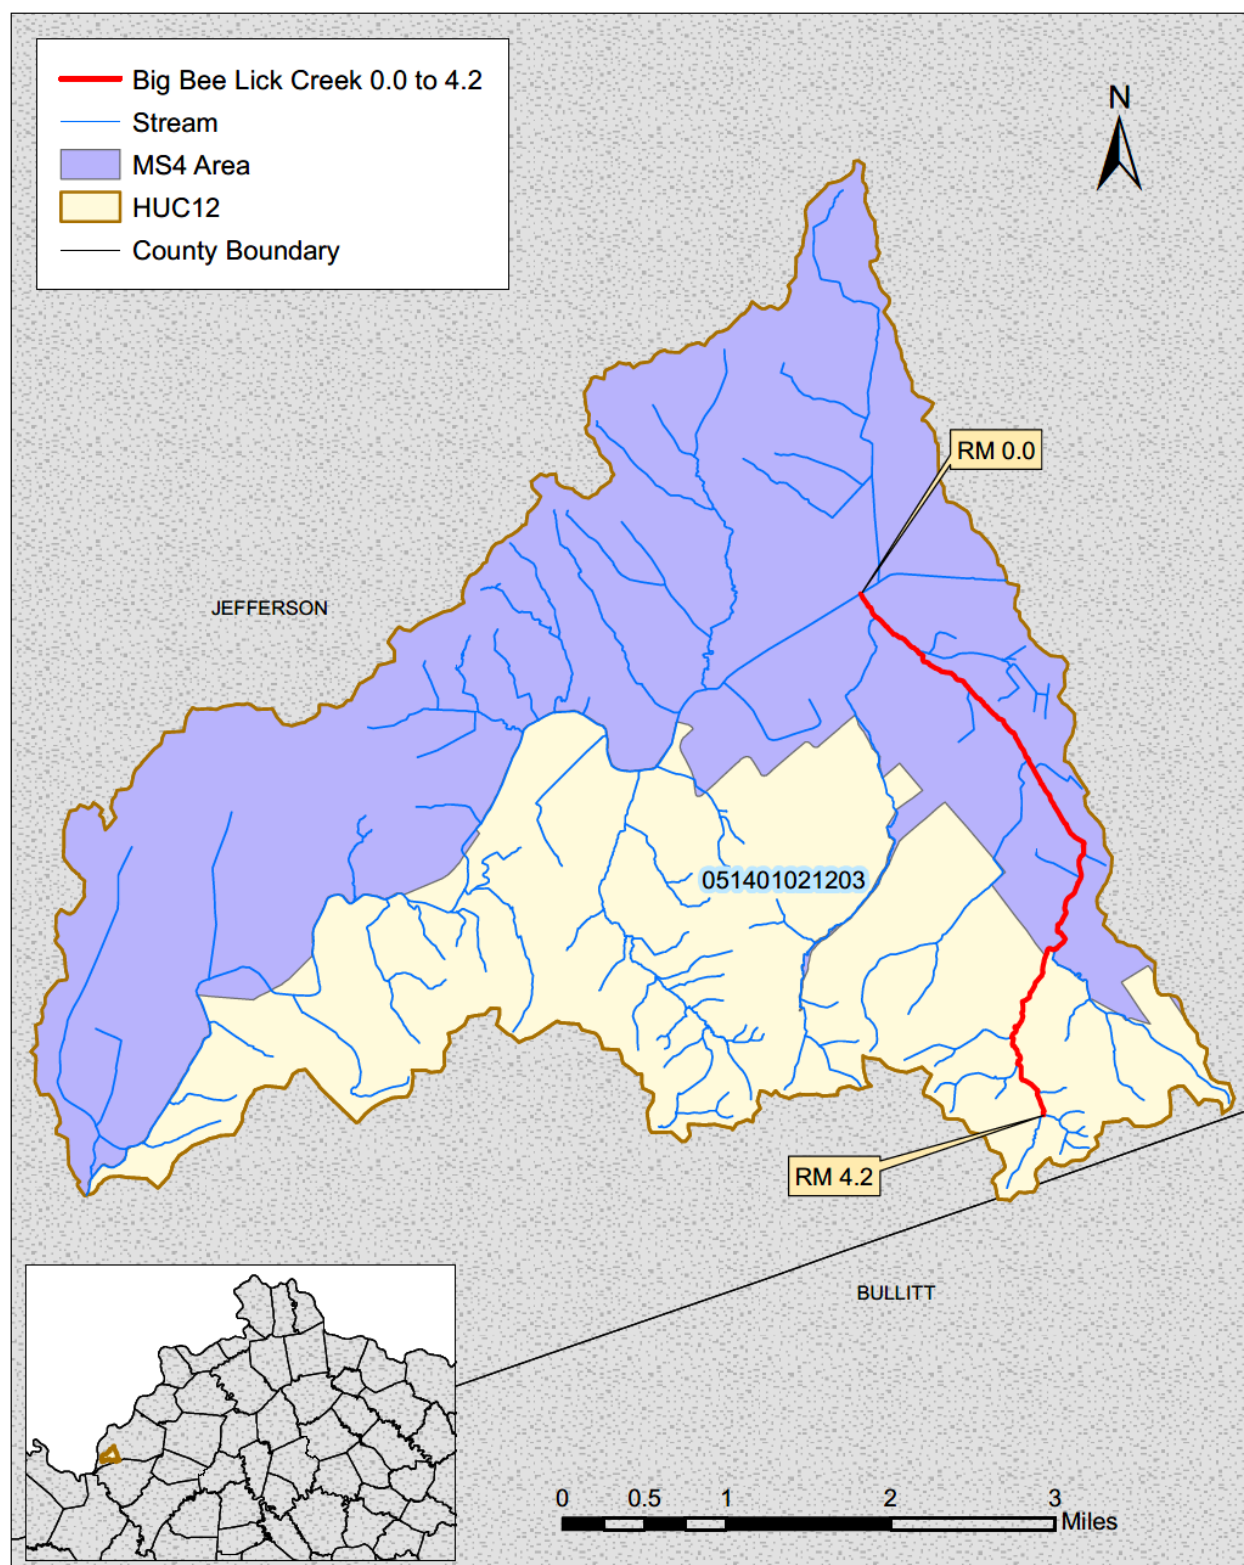 Big Bee Lick Creek 0.0 to 4.2
Stream
MS4 Area
HUC12
County Boundary
N
RM 0.0
JEFFERSON
051401021203
RM 4.2
BULLITT
0 0.5 1 2 3
Miles